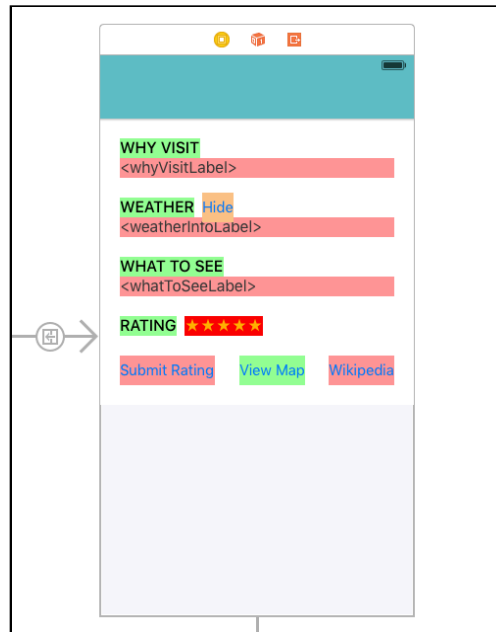 WHY VISIT
<whyVisitLabel>
WEATHER Hide
<weatherInfoLabel>
WHAT TO SEE
<whatToSeeLabel>
RATING ★★★★★
Submit Rating View Map Wikipedia